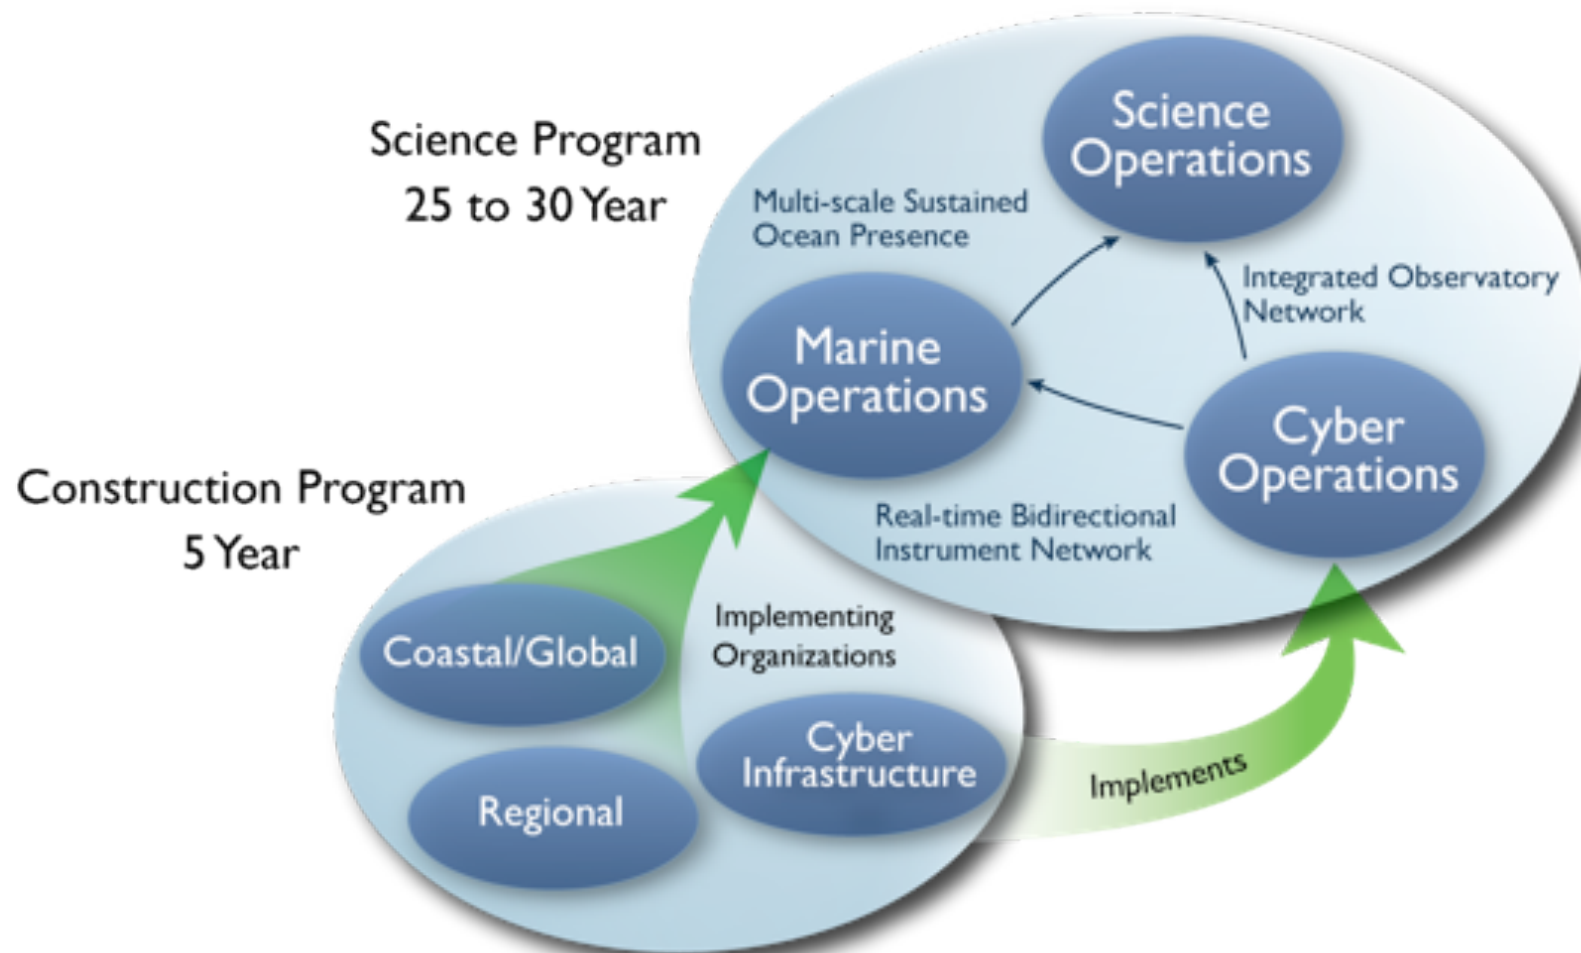 Science
Operations
Science Program
25 to 30 Year
Multi-scale Sustained
Ocean Presence
Integrated Observatory
Network
Marine
Operations
Cyber
Operations
Construction Program
5 Year
Real-time Bidirectional
Instrument Network
Implementing
Organizations
Coastal/Global
Cyber
Infrastructure
Implements
Regional